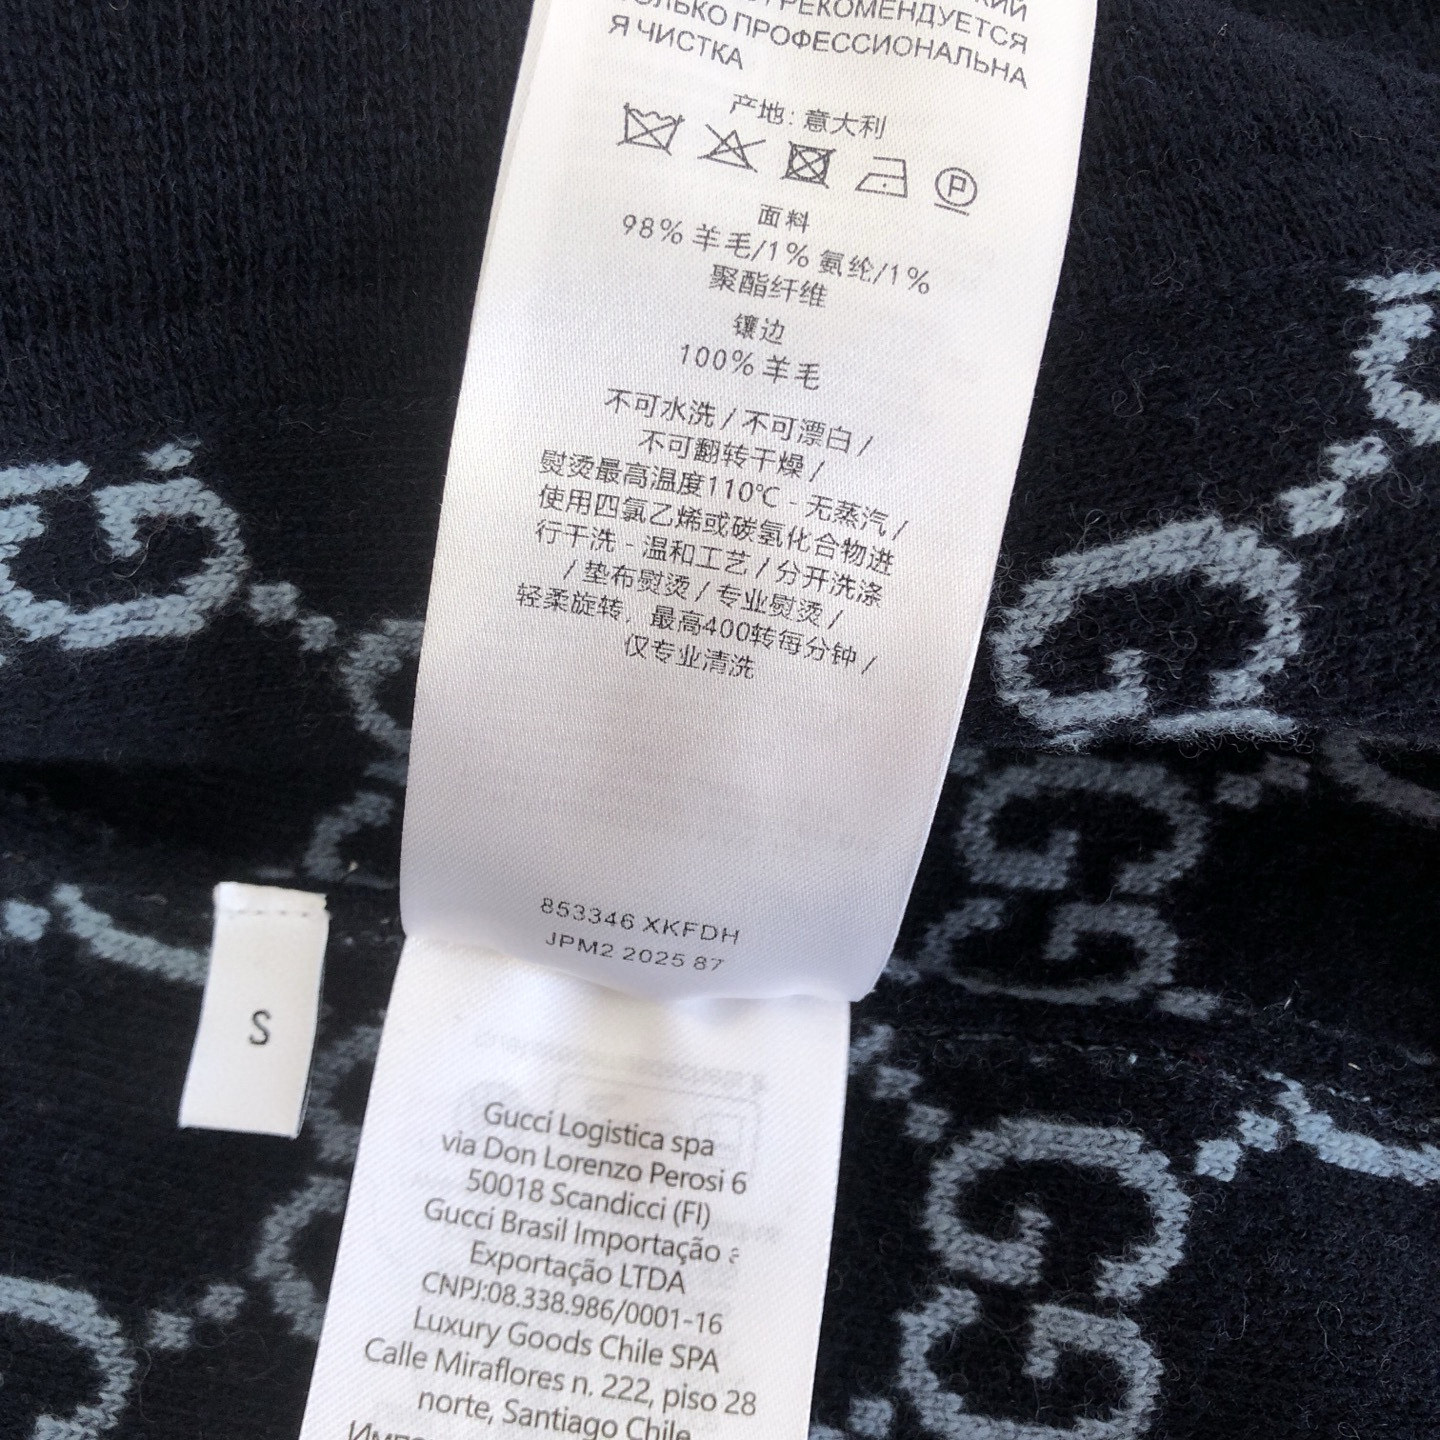 РЕКОМЕНДУЕТСЯ
ТОЛЬКО ПРОФЕССИОНАЛЬНА
Я ЧИСТКА
产地: 意大利
P
面料
98% 羊毛/1% 氨纶/1%
聚酯纤维
镶边
100% 羊毛
不可水洗 / 不可漂白 /
不可翻转干燥 /
熨烫最高温度110℃ - 无蒸汽 /
使用四氯乙烯或碳氢化合物进
行干洗 - 温和工艺 / 分开洗涤
/ 垫布熨烫 / 专业熨烫 /
轻柔旋转，最高400转每分钟 /
仅专业清洗
853346 XKFDH
JPM2 2025 87
S
Gucci Logistica spa
via Don Lorenzo Perosi 6
50018 Scandicci (FI)
Gucci Brasil Importação
Exportação LTDA
CNPJ:08.338.986/0001-16
Luxury Goods Chile SPA
Calle Miraflores n. 222, piso 28
norte, Santiago Chile